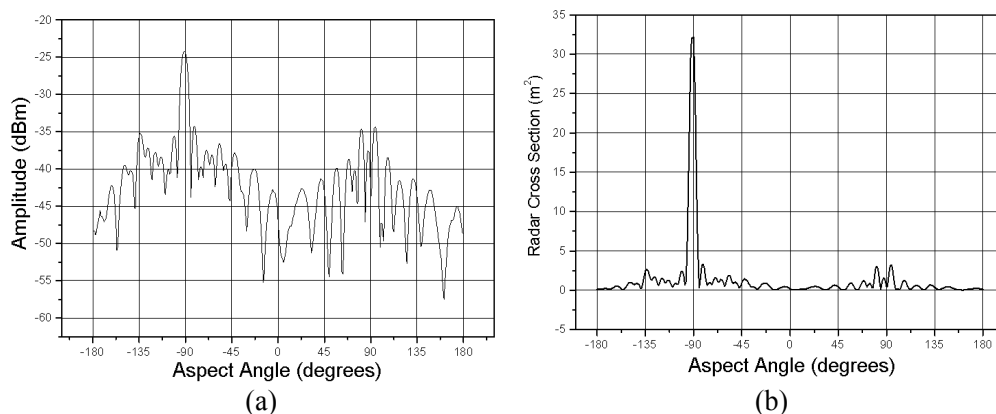 -20
-25
-30
-35
-40
-45
-50
-55
-60
Amplitude (dBm)
-180 -135 -90 -45 0 45 90 135 180
Aspect Angle (degrees)
(a)
35
30
25
20
15
10
5
0
-5
Radar Cross Section (m²)
-180 -135 -90 -45 0 45 90 135 180
Aspect Angle (degrees)
(b)